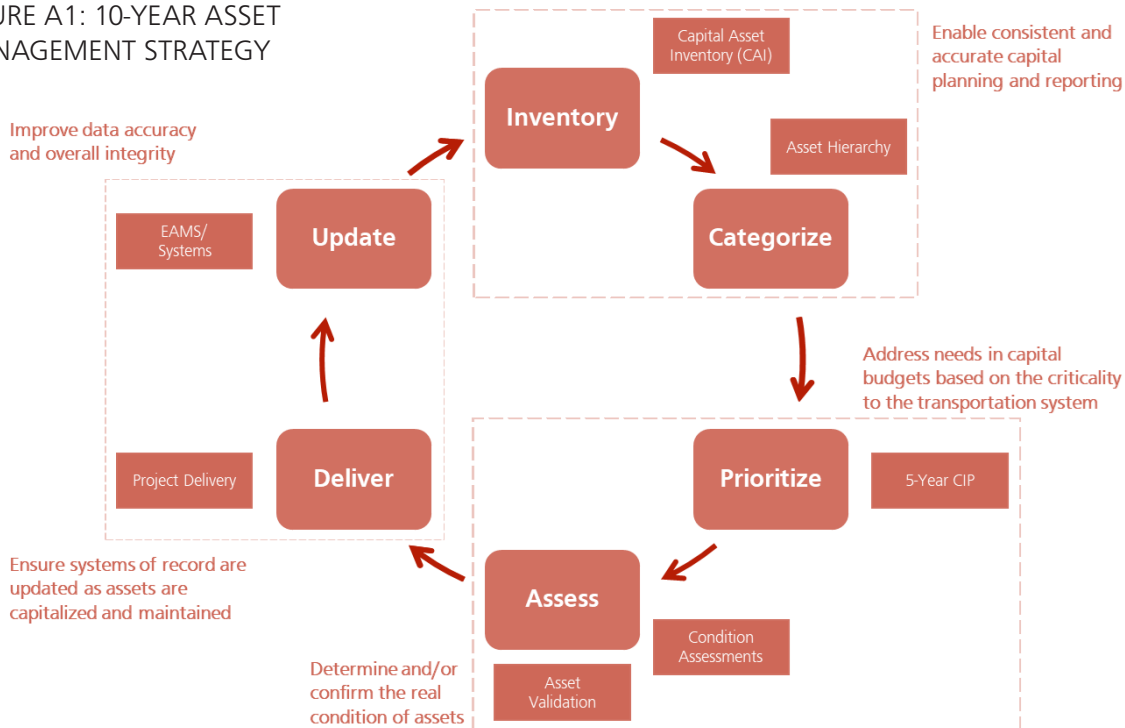 URE A1: 10-YEAR ASSET
NAGEMENT STRATEGY
Capital Asset
Inventory (CAI)
Enable consistent and
accurate capital
planning and reporting
Inventory
Improve data accuracy
and overall integrity
Asset Hierarchy
EAMS/
Systems
Update
Categorize
Address needs in capital
budgets based on the criticality
to the transportation system
Project Delivery
Deliver
Prioritize
5-Year CIP
Ensure systems of record are
updated as assets are
capitalized and maintained
Assess
Condition
Assessments
Determine and/or
confirm the real
condition of assets
Asset
Validation